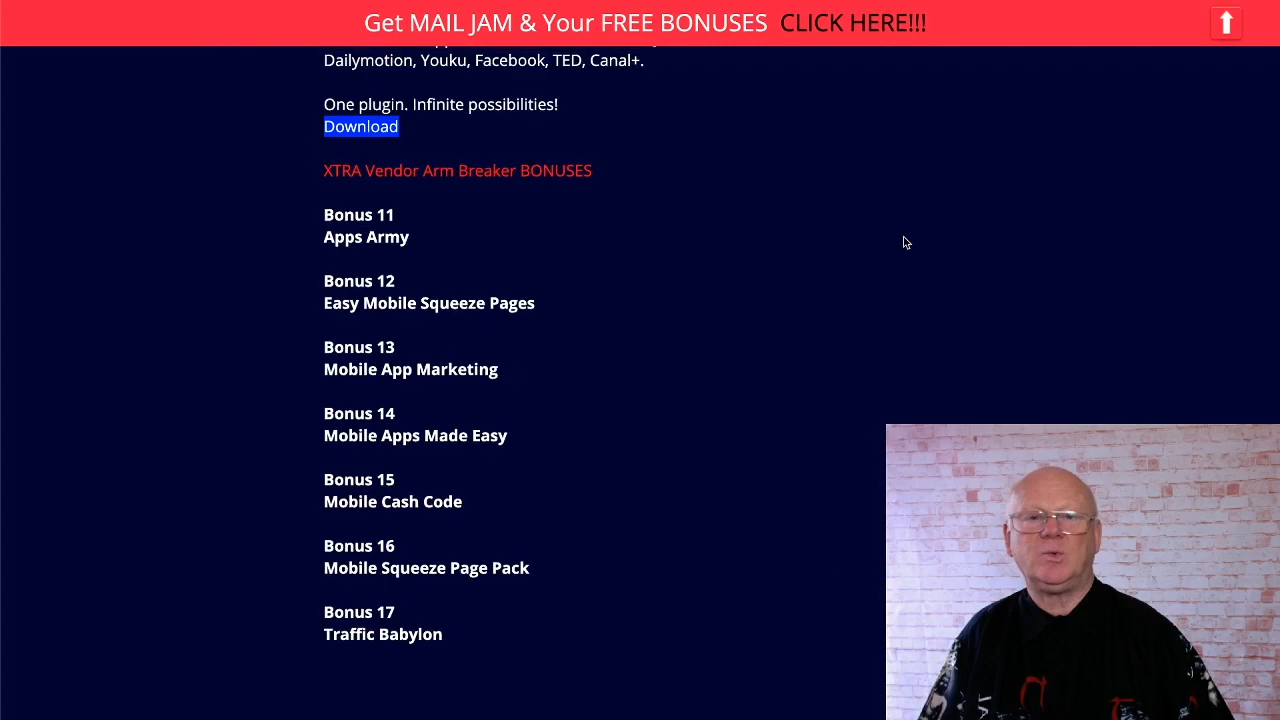 Get MAIL JAM & Your FREE BONUSES CLICK HERE!!!
Dailymotion, Youku, Facebook, TED, Canal+.
One plugin. Infinite possibilities!
Download
XTRA Vendor Arm Breaker BONUSES
Bonus 11
Apps Army
Bonus 12
Easy Mobile Squeeze Pages
Bonus 13
Mobile App Marketing
Bonus 14
Mobile Apps Made Easy
Bonus 15
Mobile Cash Code
Bonus 16
Mobile Squeeze Page Pack
Bonus 17
Traffic Babylon